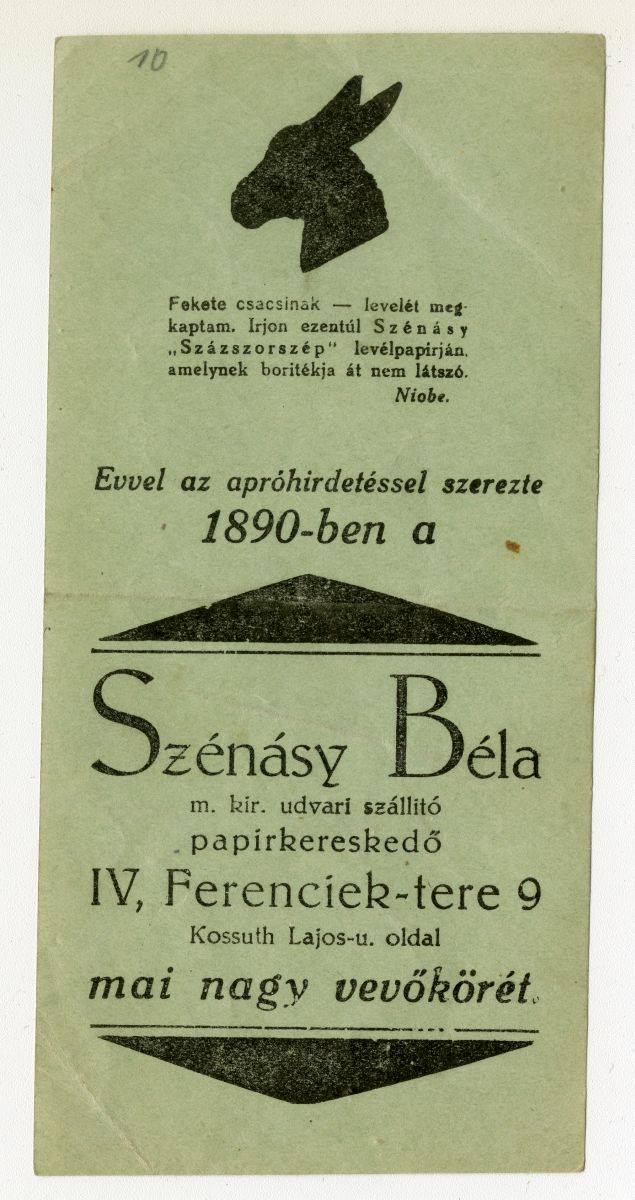 10
Fekete csacsinak — levelét meg-
kaptam. Irjon ezentúl Szénásy
„Százszorszép" levélpapirján,
amelynek boritékja át nem látszó.
Niobe.
Evvel az apróhirdetéssel szerezte
1890-ben a
Szénásy Béla
m. kir. udvari szállitó
papirkereskedő
IV, Ferenciek-tere 9
Kossuth Lajos-u. oldal
mai nagy vevőkörét.